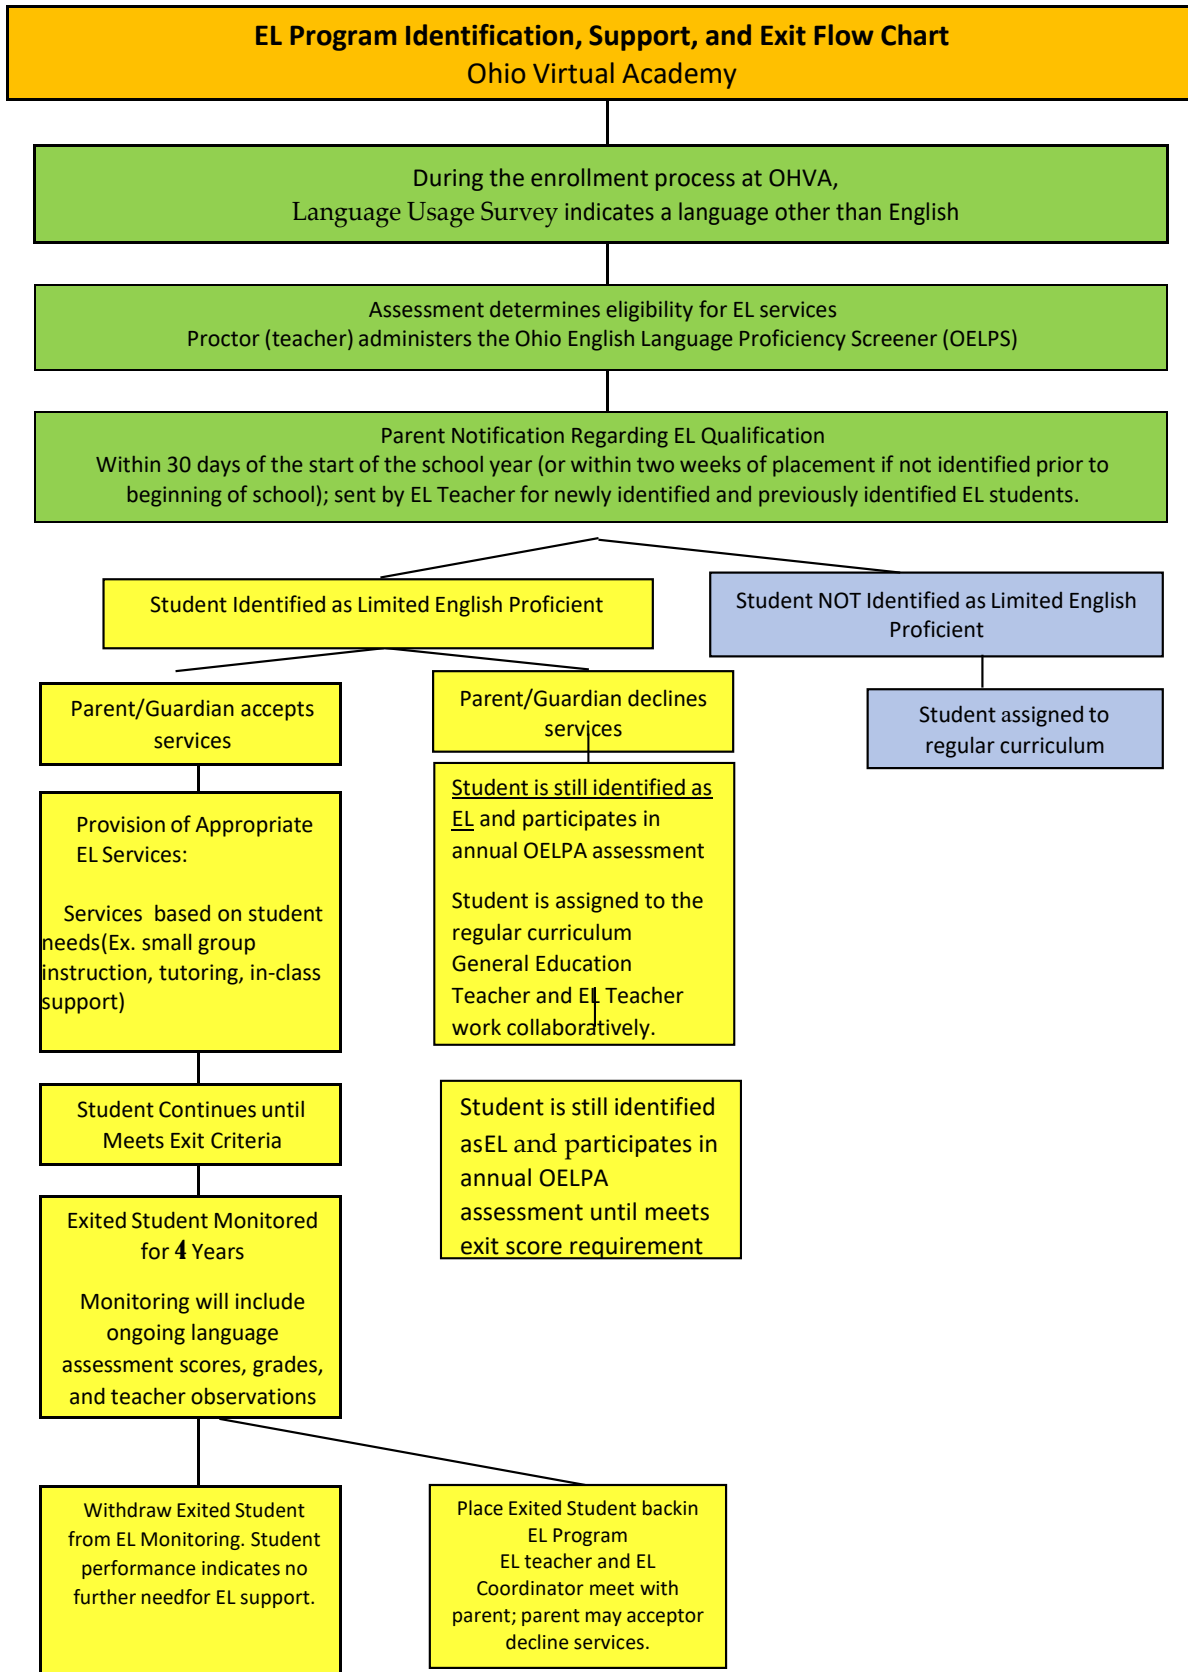 EL Program Identification, Support, and Exit Flow Chart
Ohio Virtual Academy
During the enrollment process at OHVA,
Language Usage Survey indicates a language other than English
Assessment determines eligibility for EL services
Proctor (teacher) administers the Ohio English Language Proficiency Screener (OELPS)
Parent Notification Regarding EL Qualification
Within 30 days of the start of the school year (or within two weeks of placement if not identified prior to
beginning of school); sent by EL Teacher for newly identified and previously identified EL students.
Student Identified as Limited English Proficient
Student NOT Identified as Limited English
Proficient
Parent/Guardian accepts
services
Parent/Guardian declines
services
Student assigned to
regular curriculum
Provision of Appropriate
EL Services:
Services based on student
needs(Ex. small group
instruction, tutoring, in-class
support)
Student is still identified as
EL and participates in
annual OELPA assessment
Student is assigned to the
regular curriculum
General Education
Teacher and EL Teacher
work collaboratively.
Student Continues until
Meets Exit Criteria
Student is still identified
asEL and participates in
annual OELPA
assessment until meets
exit score requirement
Exited Student Monitored
for 4 Years
Monitoring will include
ongoing language
assessment scores, grades,
and teacher observations
Withdraw Exited Student
from EL Monitoring. Student
performance indicates no
further needfor EL support.
Place Exited Student backin
EL Program
EL teacher and EL
Coordinator meet with
parent; parent may acceptor
decline services.